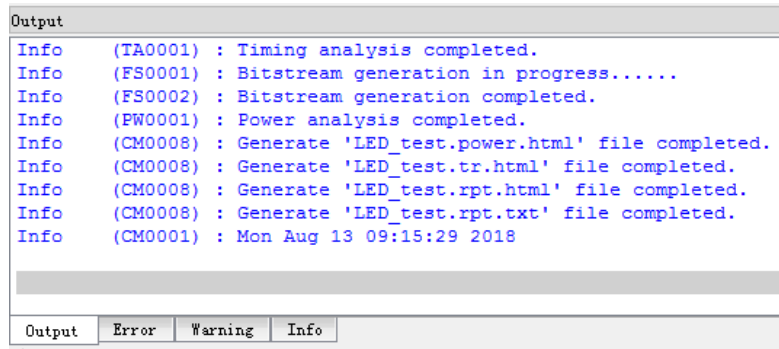 Output
Info (TA0001) : Timing analysis completed.
Info (FS0001) : Bitstream generation in progress......
Info (FS0002) : Bitstream generation completed.
Info (PW0001) : Power analysis completed.
Info (CM0008) : Generate 'LED_test.power.html' file completed.
Info (CM0008) : Generate 'LED_test.tr.html' file completed.
Info (CM0008) : Generate 'LED_test.rpt.html' file completed.
Info (CM0008) : Generate 'LED_test.rpt.txt' file completed.
Info (CM0001) : Mon Aug 13 09:15:29 2018
Output Error Warning Info